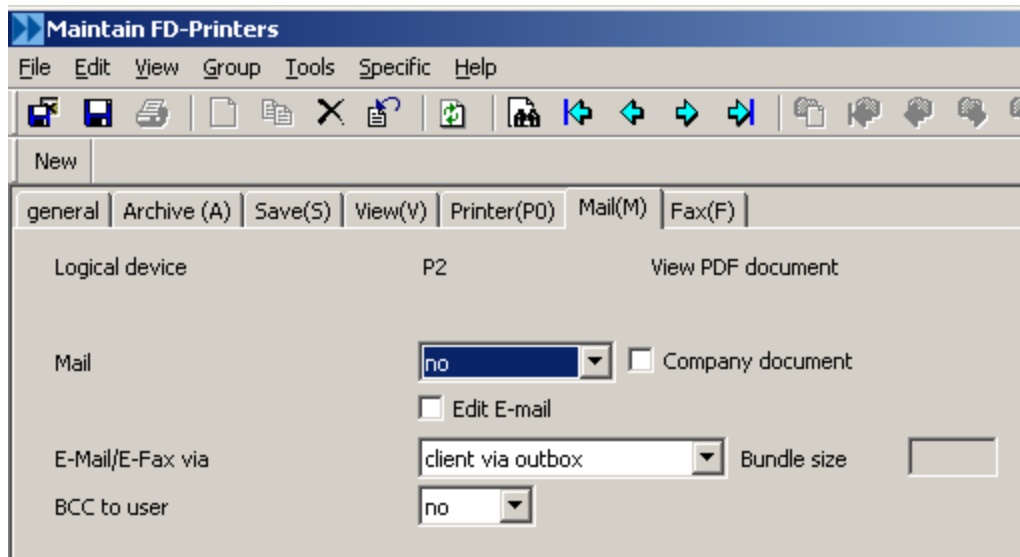 Maintain FD-Printers
File Edit View Group Tools Specific Help
New
general Archive (A) Save(S) View(V) Printer(P0) Mail(M) Fax(F)
Logical device P2 View PDF document
Mail no Company document
Edit E-mail
E-Mail/E-Fax via client via outbox Bundle size
BCC to user no